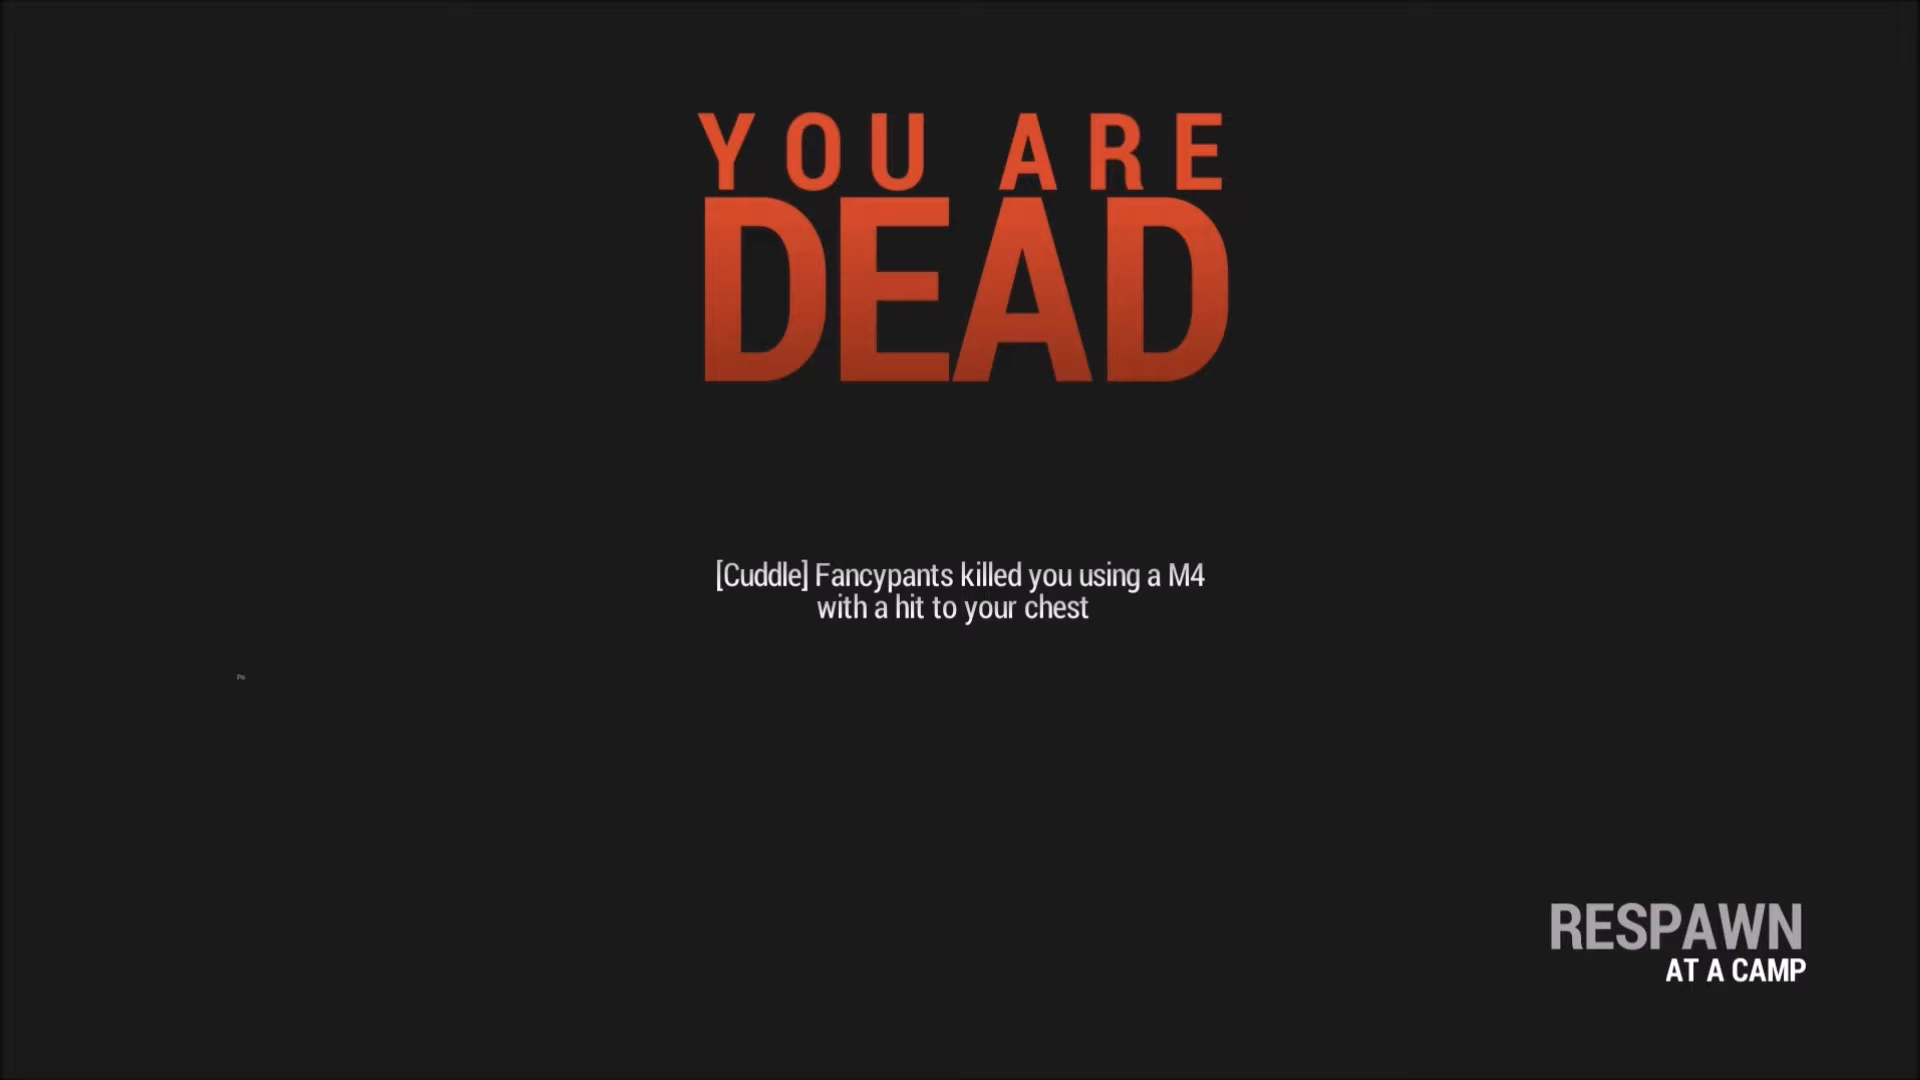 YOU ARE
DEAD
[Cuddle] Fancypants killed you using a M4
with a hit to your chest
RESPAWN
AT A CAMP